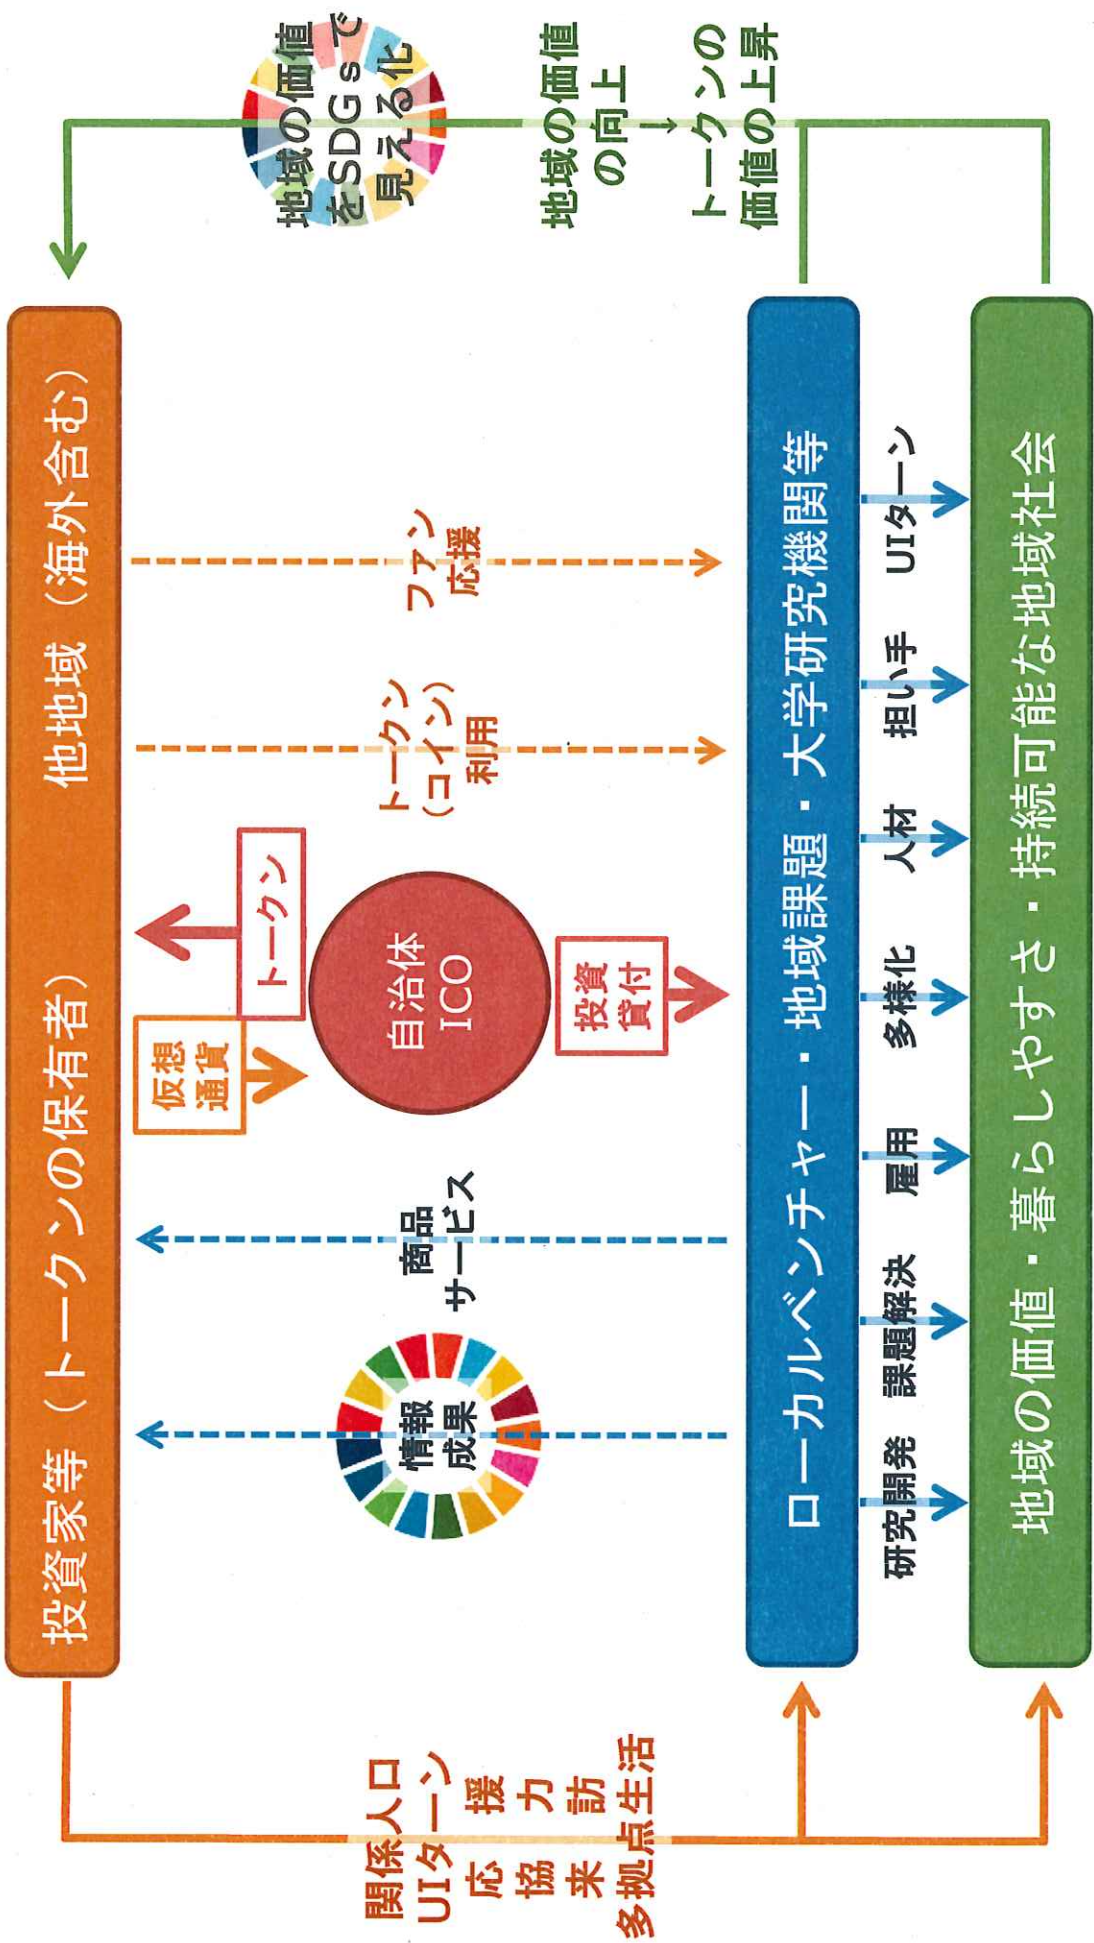 投資家等（トークンの保有者）　他地域（海外含む）
関係人口
UIターン
応援
協力
来訪
多拠点生活
情報
成果
商品
サービス
仮想
通貨
トークン
自治体
ICO
投資
貸付
トークン
（コイン）
利用
ファン
応援
地域の価値
をSDGsで
見える化
地域の価値
の向上
↓
トークンの
価値の上昇
ローカルベンチャー・地域課題・大学研究機関等
研究開発
課題解決
雇用
多様化
人材
担い手
UIターン
地域の価値・暮らしやすさ・持続可能な地域社会